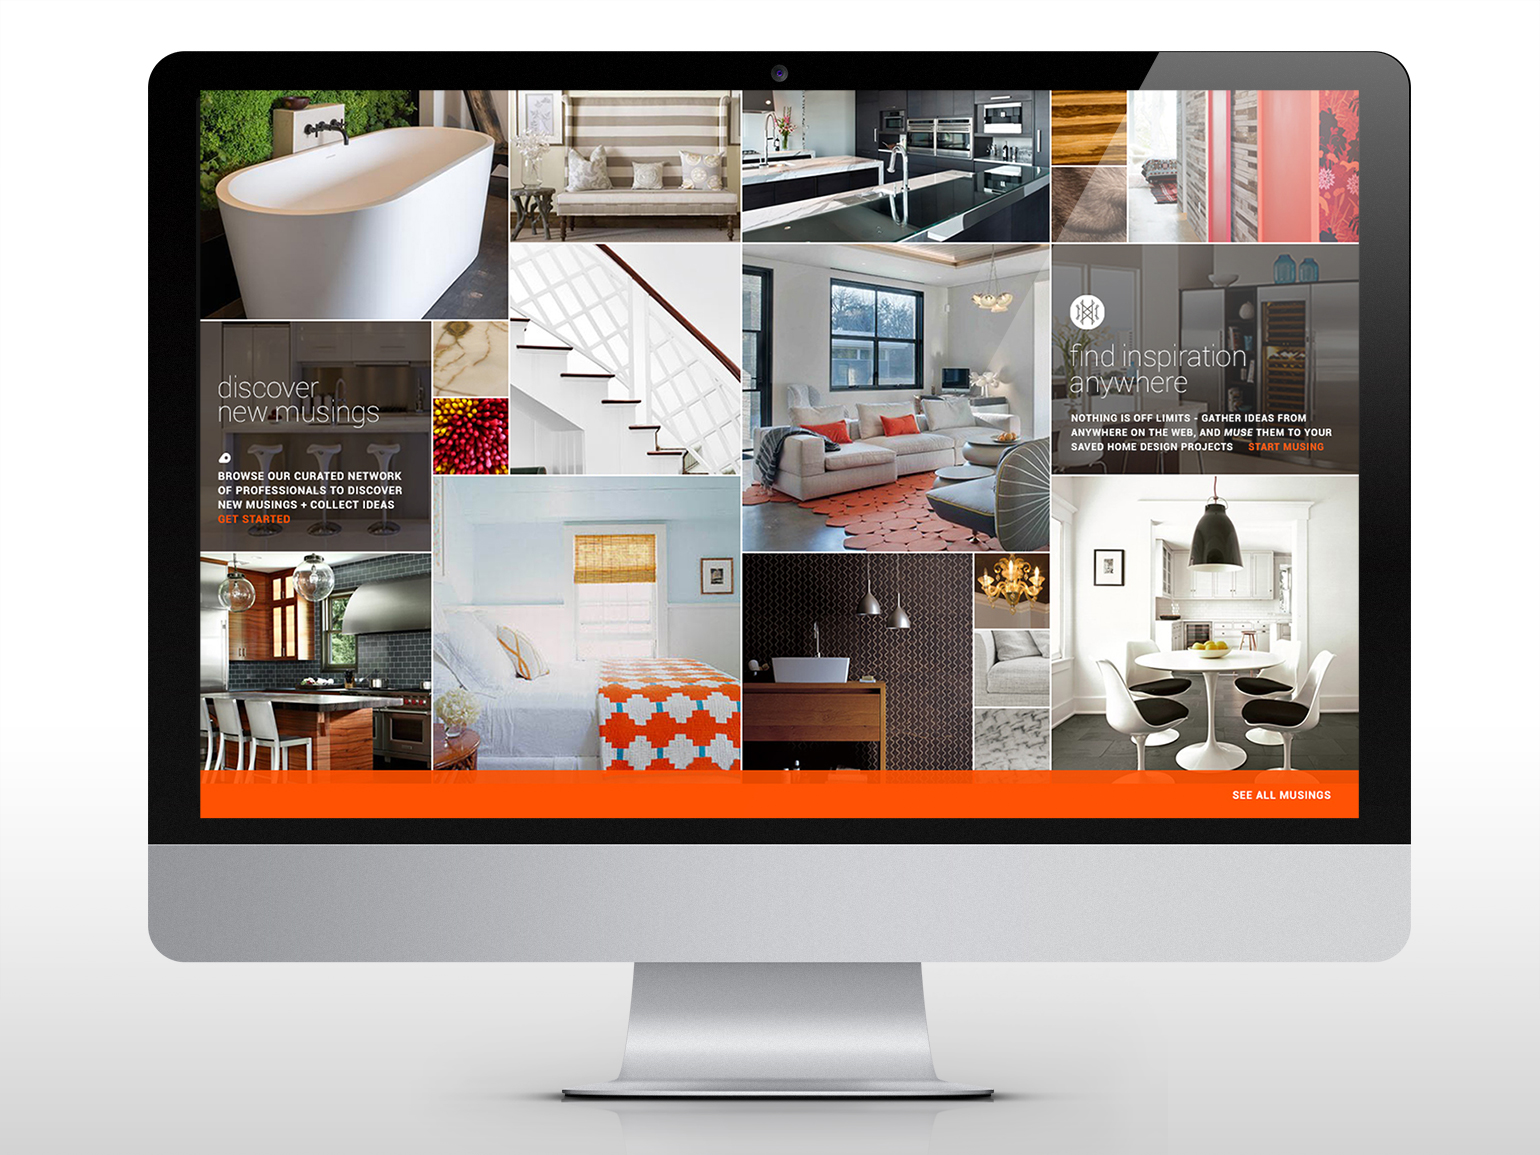 discover
new musings
BROWSE OUR CURATED NETWORK
OF PROFESSIONALS TO DISCOVER
NEW MUSINGS + COLLECT IDEAS
GET STARTED
find inspiration
anywhere
NOTHING IS OFF LIMITS - GATHER IDEAS FROM
ANYWHERE ON THE WEB, AND MUSE THEM TO YOUR
SAVED HOME DESIGN PROJECTS START MUSING
SEE ALL MUSINGS